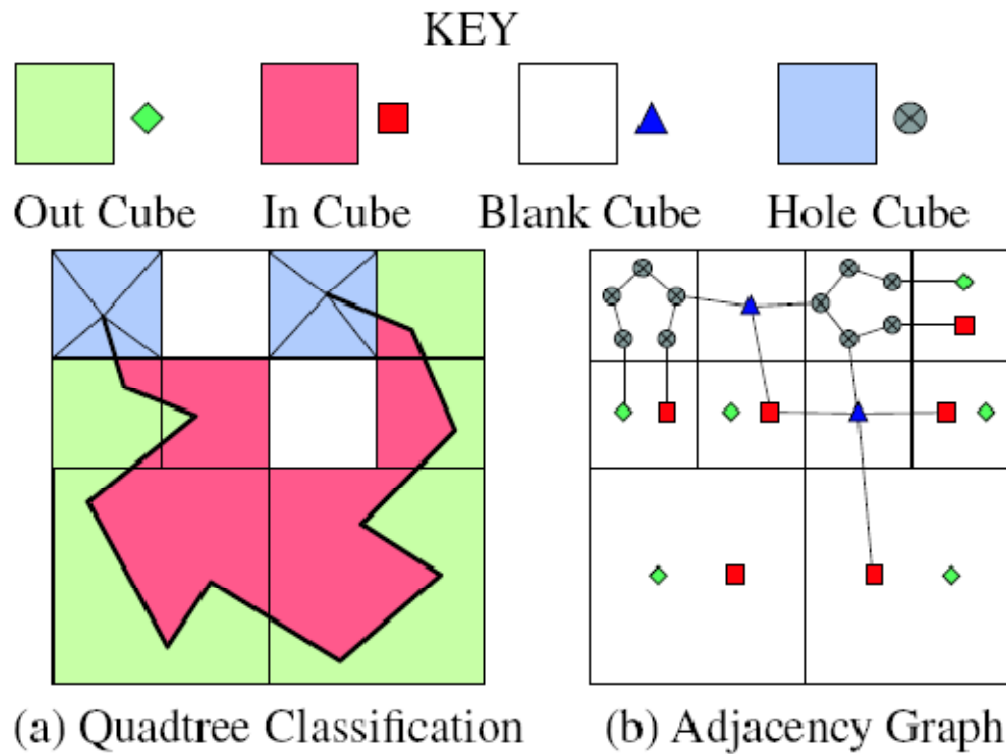 KEY
Out Cube In Cube Blank Cube Hole Cube
(a) Quadtree Classification (b) Adjacency Graph